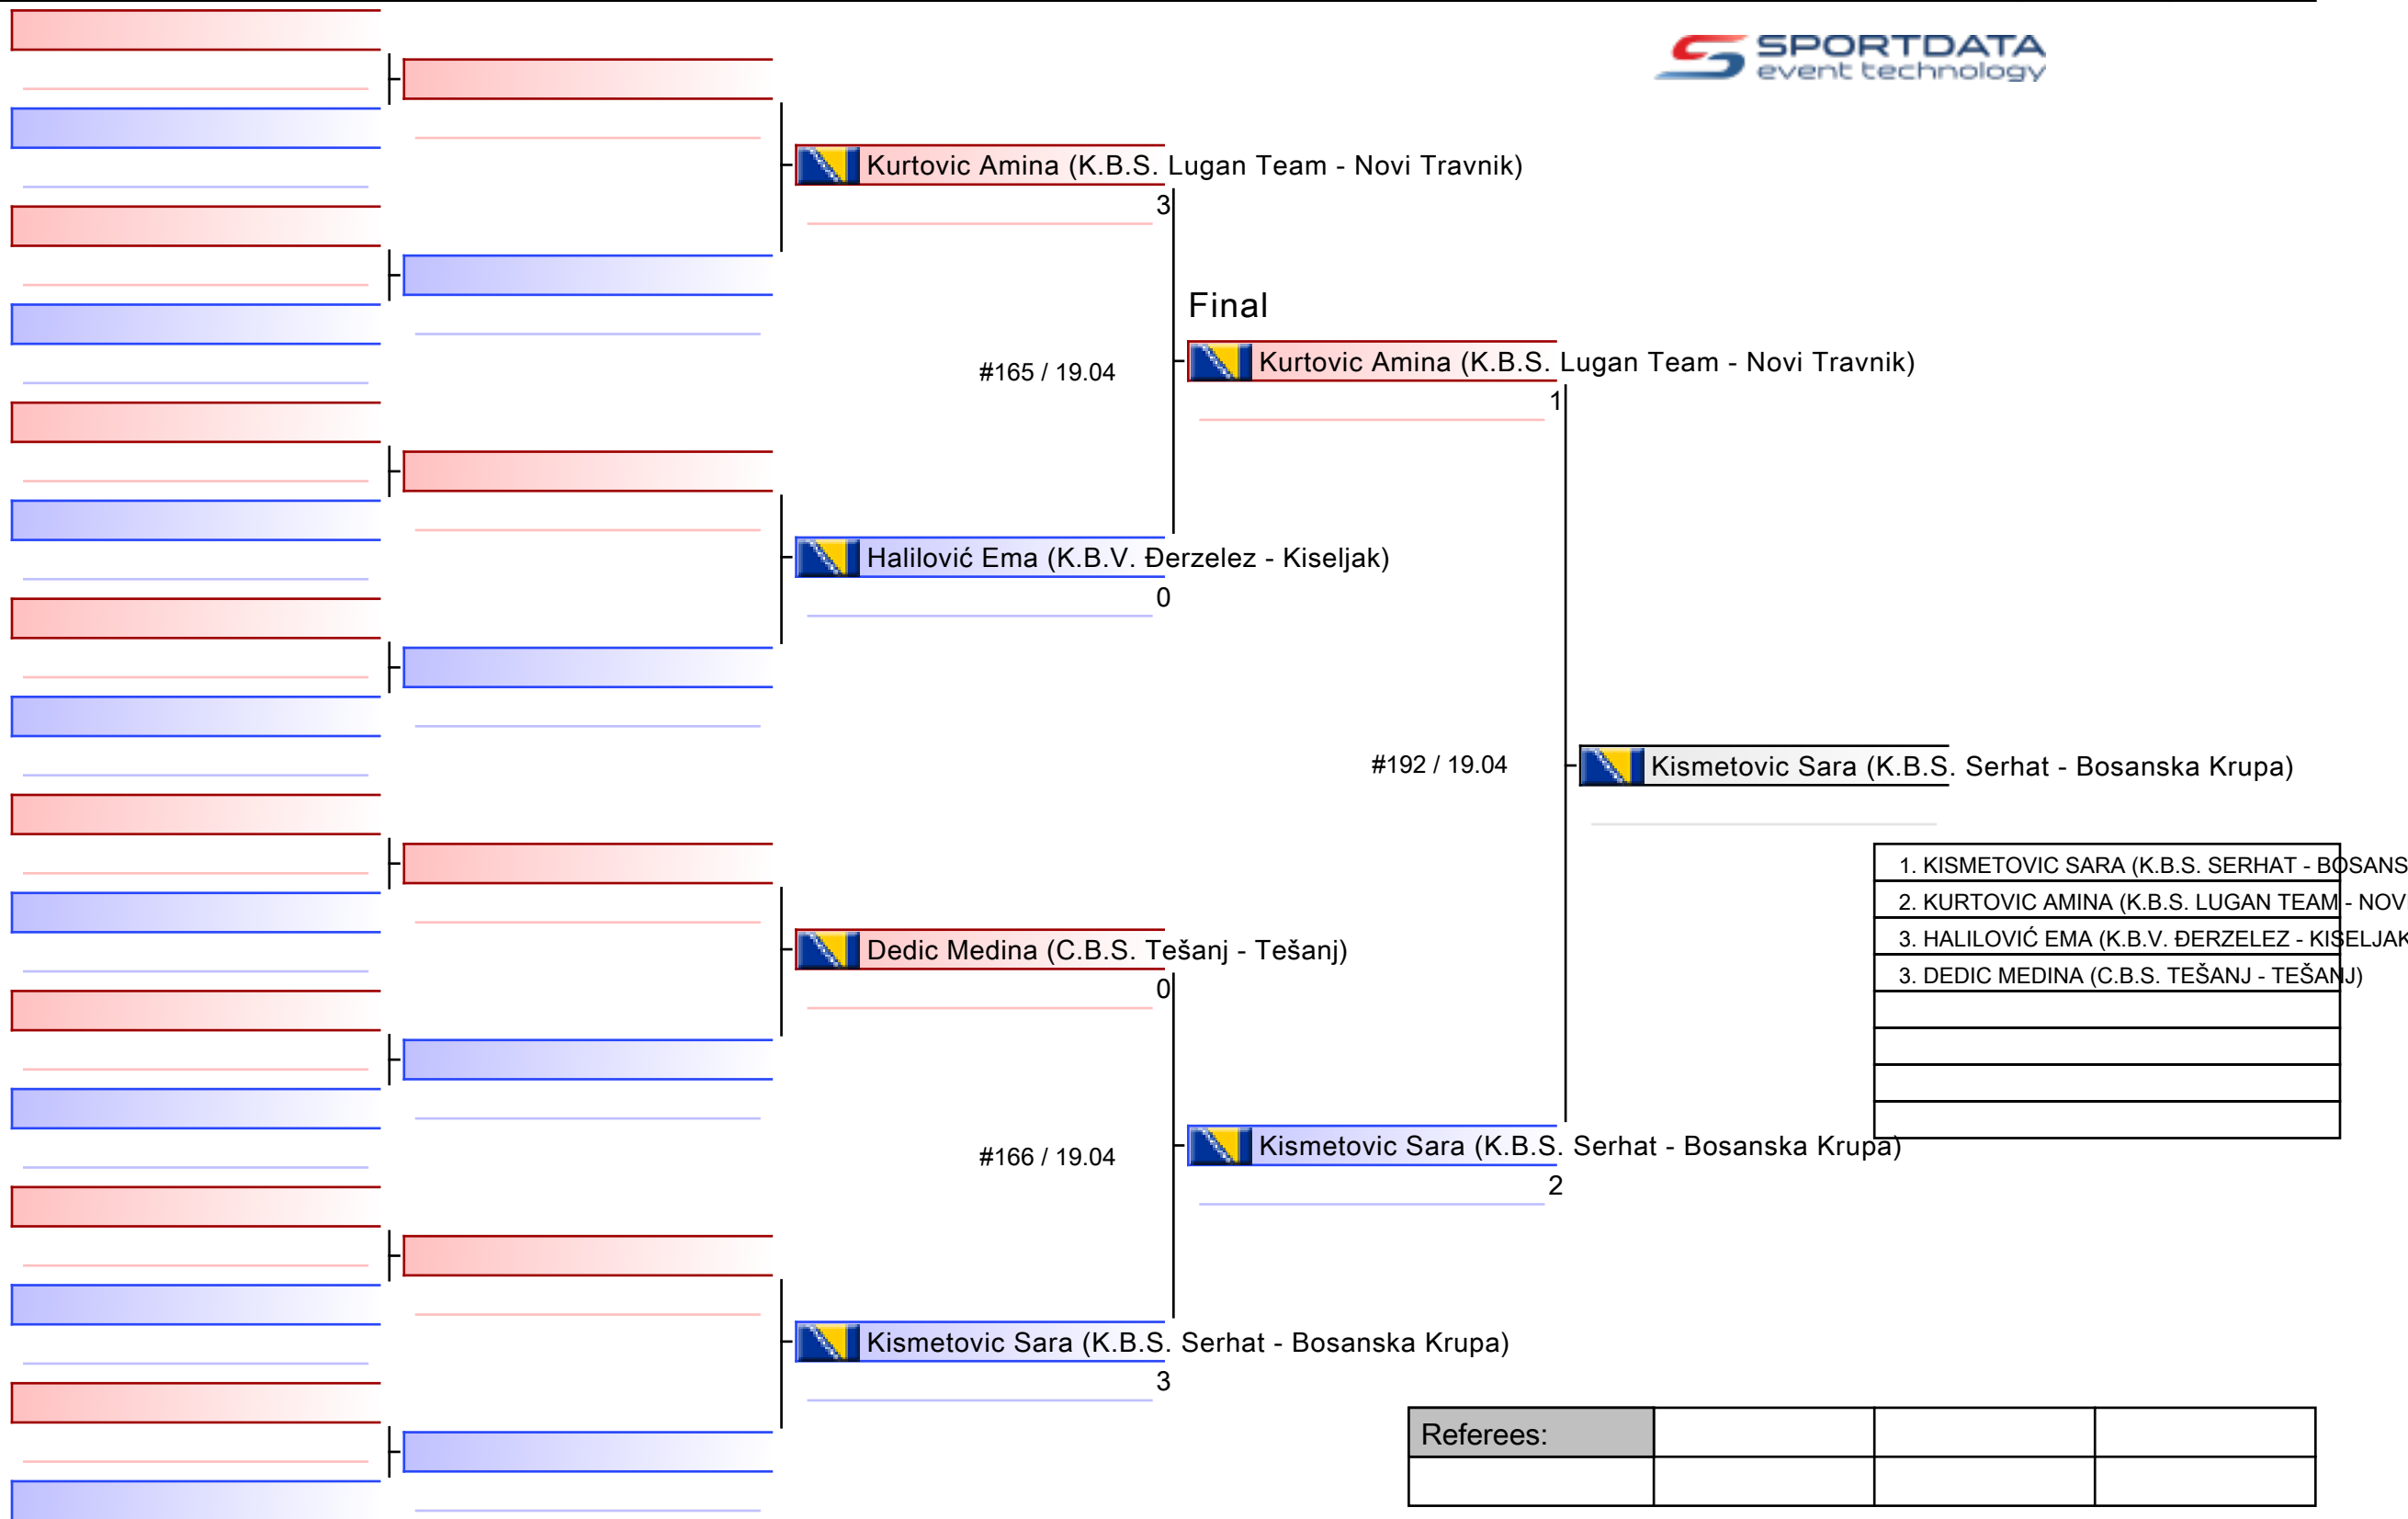 SPORTDATA
event technology
Kurtovic Amina (K.B.S. Lugan Team - Novi Travnik)
3
Final
#165 / 19.04
Kurtovic Amina (K.B.S. Lugan Team - Novi Travnik)
1
Halilović Ema (K.B.V. Đerzelez - Kiseljak)
0
#192 / 19.04
Kismetovic Sara (K.B.S. Serhat - Bosanska Krupa)
1. KISMETOVIC SARA (K.B.S. SERHAT - BOSANS
2. KURTOVIC AMINA (K.B.S. LUGAN TEAM - NOV
3. HALILOVIĆ EMA (K.B.V. ĐERZELEZ - KISELJAK
3. DEDIC MEDINA (C.B.S. TEŠANJ - TEŠANJ)
Dedic Medina (C.B.S. Tešanj - Tešanj)
0
#166 / 19.04
Kismetovic Sara (K.B.S. Serhat - Bosanska Krupa)
2
Kismetovic Sara (K.B.S. Serhat - Bosanska Krupa)
3
Referees: